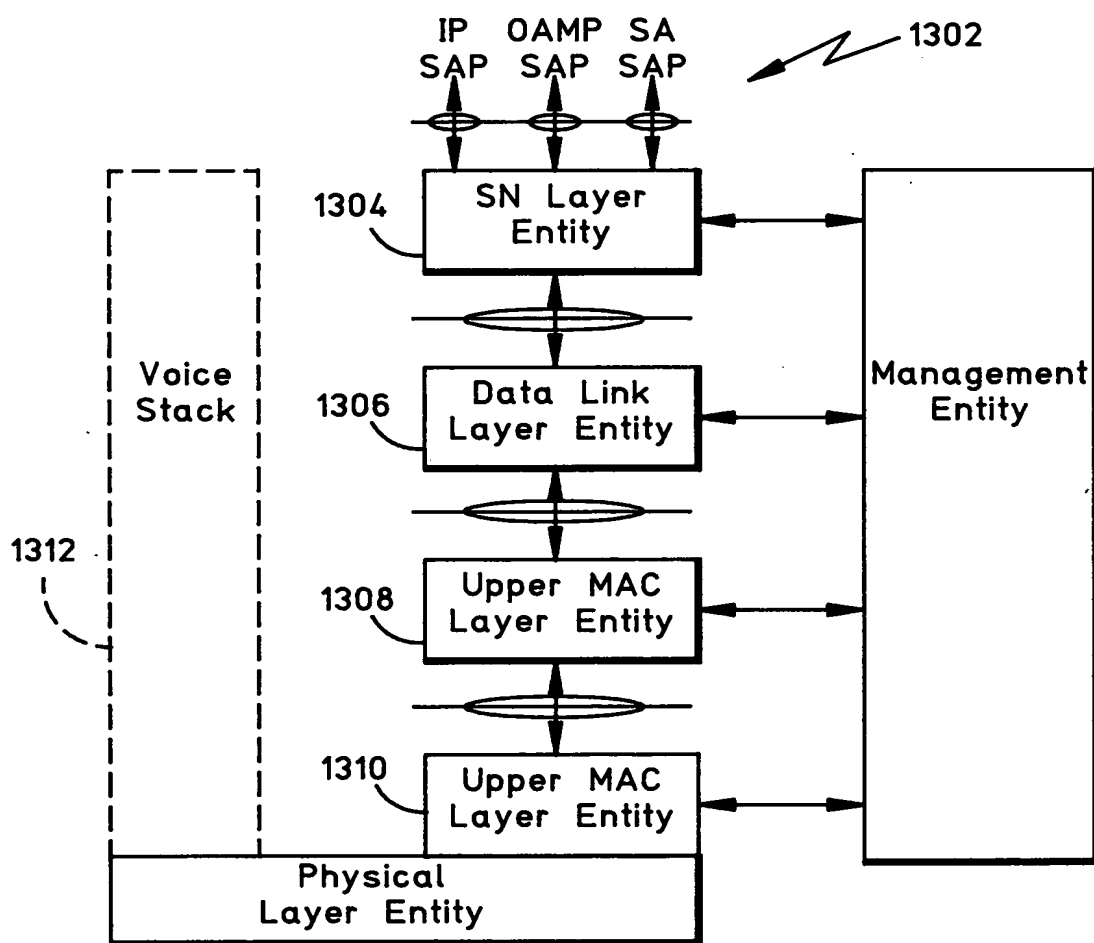 IP OAMP SA
SAP SAP SAP
1302
1304
SN Layer
Entity
Voice
Stack
1306
Data Link
Layer Entity
Management
Entity
1312
1308
Upper MAC
Layer Entity
1310
Upper MAC
Layer Entity
Physical
Layer Entity